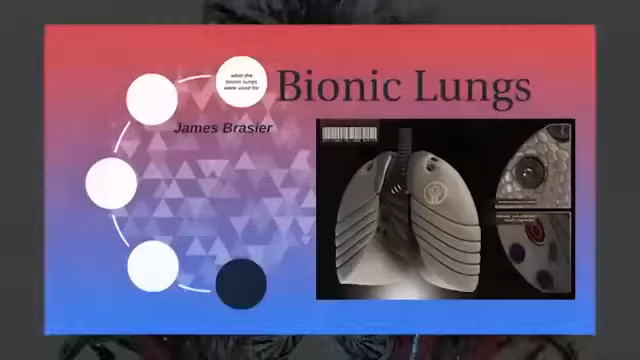 what the
bionic lungs
were used for
Bionic Lungs
James Brasier